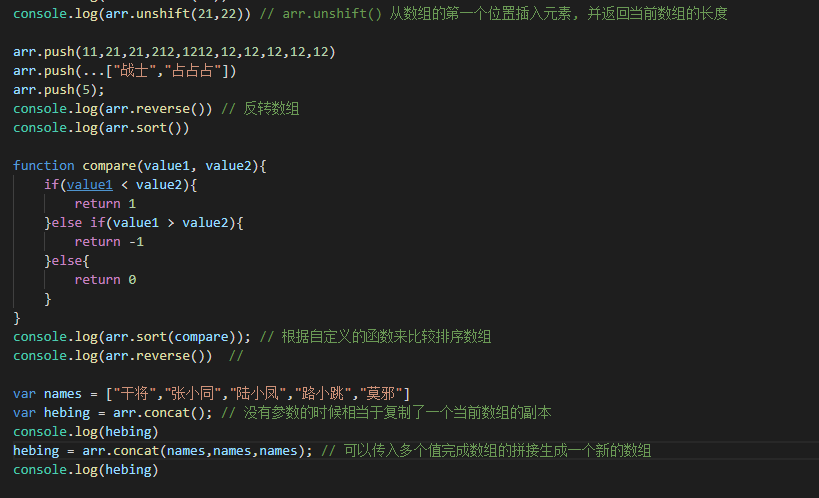 console.log(arr.unshift(21,22)) // arr.unshift() 从数组的第一个位置插入元素, 并返回当前数组的长度
arr.push(11,21,21,212,1212,12,12,12,12,12)
arr.push(...["战士","占占占"])
arr.push(5);
console.log(arr.reverse()) // 反转数组
console.log(arr.sort())
function compare(value1, value2){
    if(value1 < value2){
        return 1
    }else if(value1 > value2){
        return -1
    }else{
        return 0
    }
}
console.log(arr.sort(compare)); // 根据自定义的函数来比较排序数组
console.log(arr.reverse())  //
var names = ["干将","张小同","陆小凤","路小跳","莫邪"]
var hebing = arr.concat(); // 没有参数的时候相当于复制了一个当前数组的副本
console.log(hebing)
hebing = arr.concat(names,names,names); // 可以传入多个值完成数组的拼接生成一个新的数组
console.log(hebing)